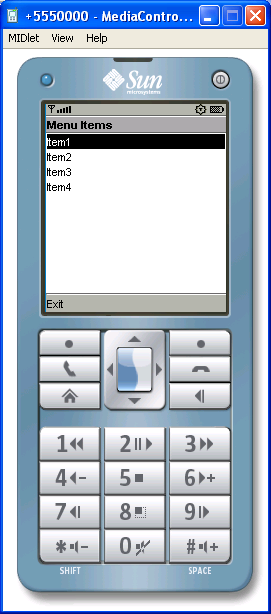 +5550000 - MediaContro...
MIDlet View Help
Sun
microsystems
Menu Items
Item1
Item2
Item3
Item4
Exit
1 2 3
4- 5 6+
7 8 9
*- 0 #+
SHIFT SPACE